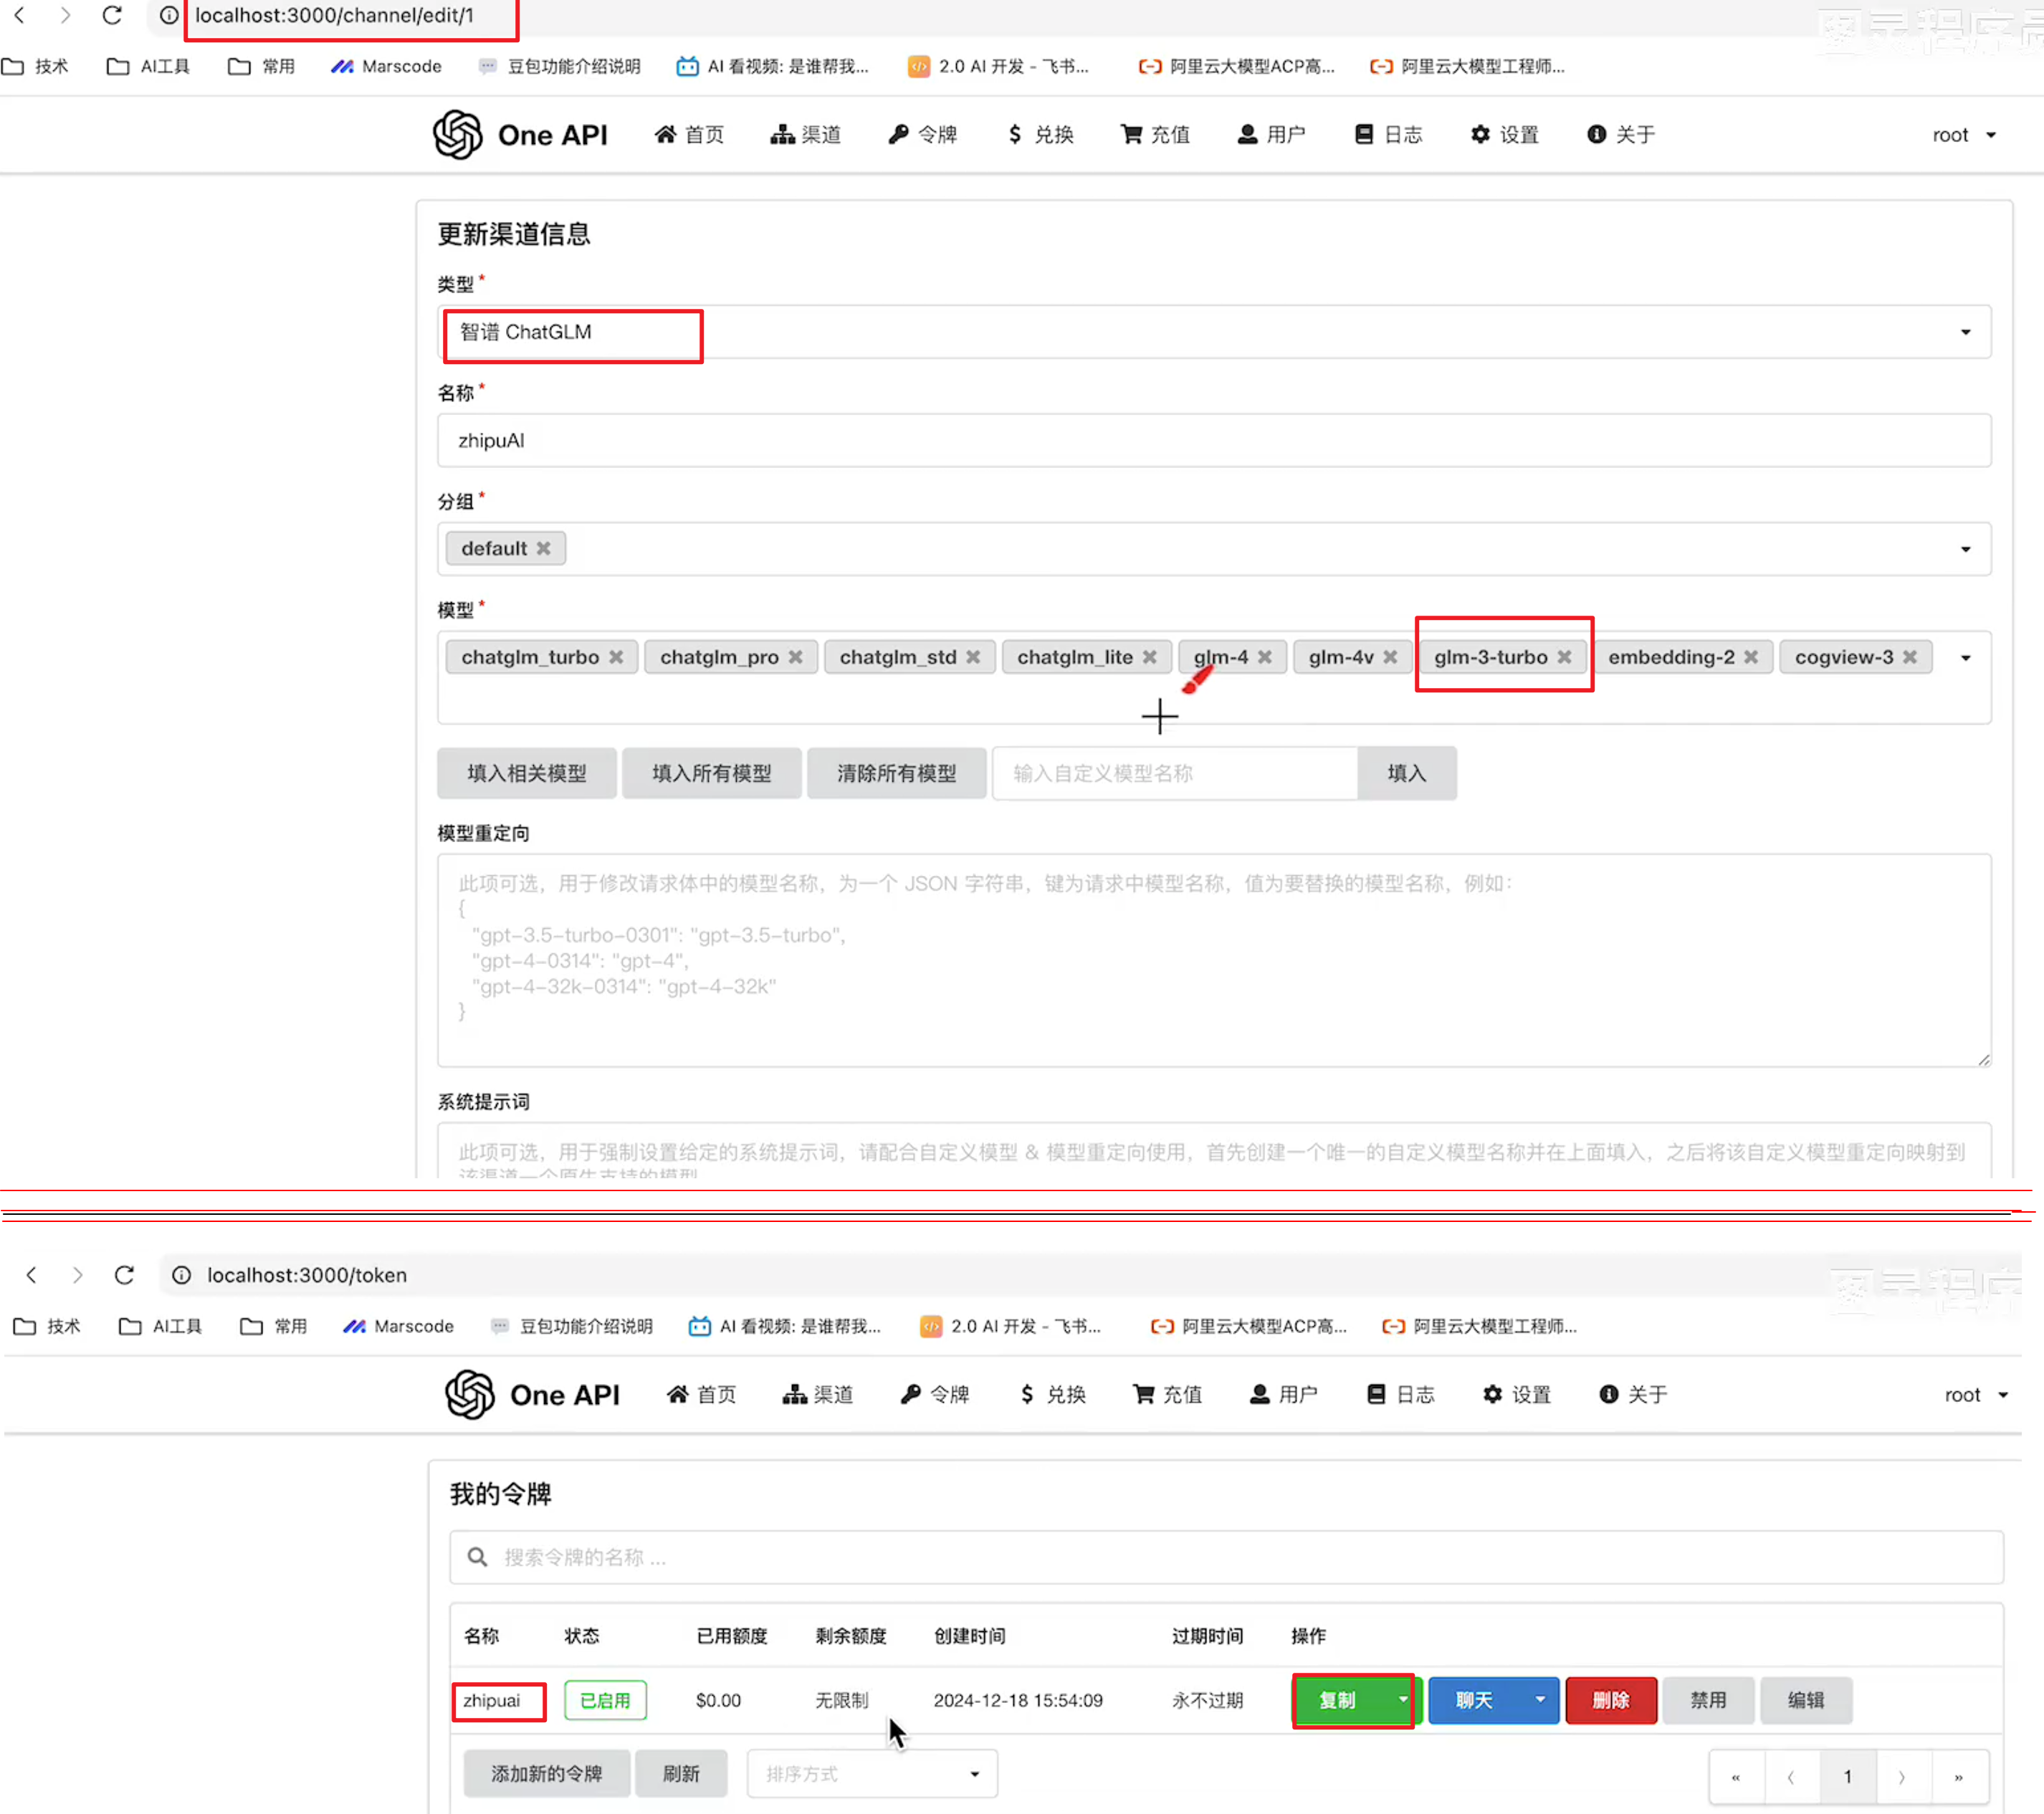 localhost:3000/channel/edit/1
技术 AI工具 常用 Marscode 豆包功能介绍说明 AI 看视频: 是谁帮我... 2.0 AI 开发 - 飞书... 阿里云大模型ACP高... 阿里云大模型工程师...
One API 首页 渠道 令牌 兑换 充值 用户 日志 设置 关于 root
更新渠道信息
类型*
智谱 ChatGLM
名称*
zhipuAI
分组*
default
模型*
chatglm_turbo chatglm_pro chatglm_std chatglm_lite glm-4 glm-4v glm-3-turbo embedding-2 cogview-3
填入相关模型 填入所有模型 清除所有模型 输入自定义模型名称 填入
模型重定向
此项可选，用于修改请求体中的模型名称，为一个 JSON 字符串，键为请求中模型名称，值为要替换的模型名称，例如：
{
"gpt-3.5-turbo-0301": "gpt-3.5-turbo",
"gpt-4-0314": "gpt-4",
"gpt-4-32k-0314": "gpt-4-32k"
}
系统提示词
此项可选，用于强制设置给定的系统提示词，请配合自定义模型 & 模型重定向使用，首先创建一个唯一的自定义模型名称并在上面填入，之后将该自定义模型重定向映射到
该渠道一个原生支持的模型
localhost:3000/token
技术 AI工具 常用 Marscode 豆包功能介绍说明 AI 看视频: 是谁帮我... 2.0 AI 开发 - 飞书... 阿里云大模型ACP高... 阿里云大模型工程师...
One API 首页 渠道 令牌 兑换 充值 用户 日志 设置 关于 root
我的令牌
搜索令牌的名称 ...
名称 状态 已用额度 剩余额度 创建时间 过期时间 操作
zhipuai 已启用 $0.00 无限制 2024-12-18 15:54:09 永不过期 复制 聊天 删除 禁用 编辑
添加新的令牌 刷新 排序方式 « ‹ 1 › »